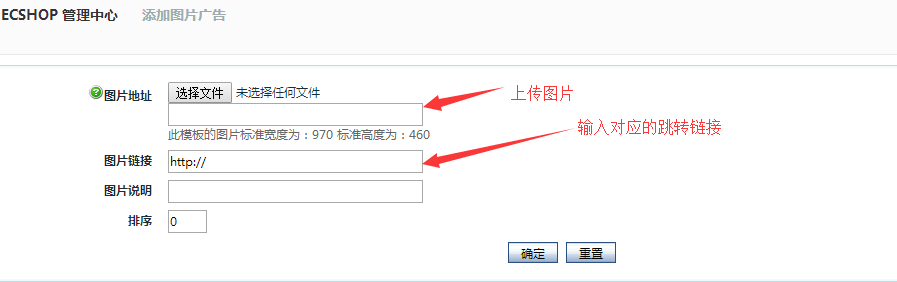 ECSHOP 管理中心 添加图片广告
图片地址 选择文件 未选择任何文件
上传图片
此模板的图片标准宽度为：970 标准高度为：460
输入对应的跳转链接
图片链接 http://
图片说明
排序 0
确定 重置